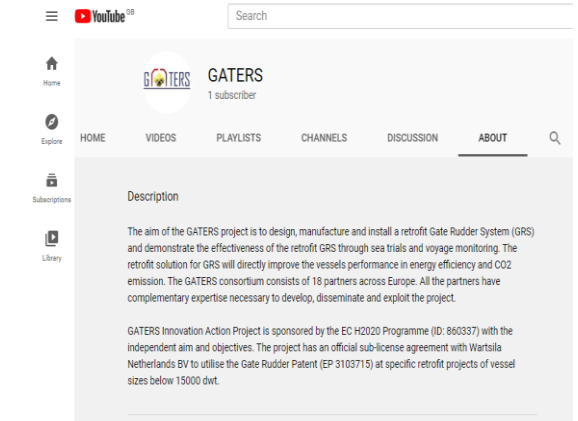 YouTube GB
Search
GATERS
GATERS
1 subscriber
Home
Explore
Subscriptions
Library
HOME VIDEOS PLAYLISTS CHANNELS DISCUSSION ABOUT
Description
The aim of the GATERS project is to design, manufacture and install a retrofit Gate Rudder System (GRS)
and demonstrate the effectiveness of the retrofit GRS through sea trials and voyage monitoring. The
retrofit solution for GRS will directly improve the vessels performance in energy efficiency and CO2
emission. The GATERS consortium consists of 18 partners across Europe. All the partners have
complementary expertise necessary to develop, disseminate and exploit the project.
GATERS Innovation Action Project is sponsored by the EC H2020 Programme (ID: 860337) with the
independent aim and objectives. The project has an official sub-license agreement with Wartsila
Netherlands BV to utilise the Gate Rudder Patent (EP 3103715) at specific retrofit projects of vessel
sizes below 15000 dwt.